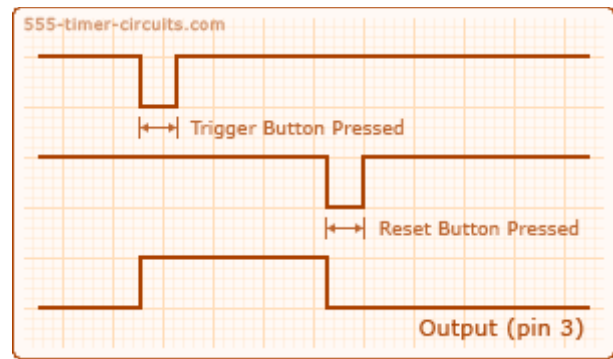 555-timer-circuits.com
Trigger Button Pressed
Reset Button Pressed
Output (pin 3)